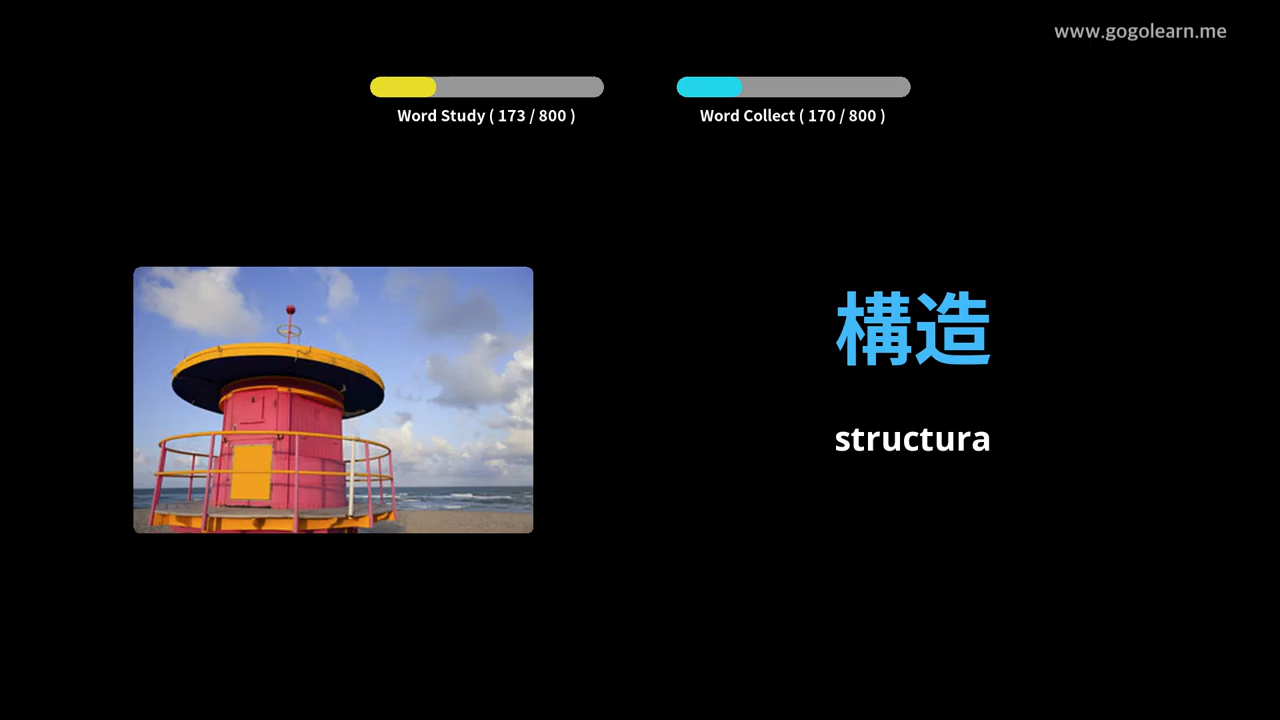 www.gogolearn.me
Word Study ( 173 / 800 )
Word Collect ( 170 / 800 )
構造
structura